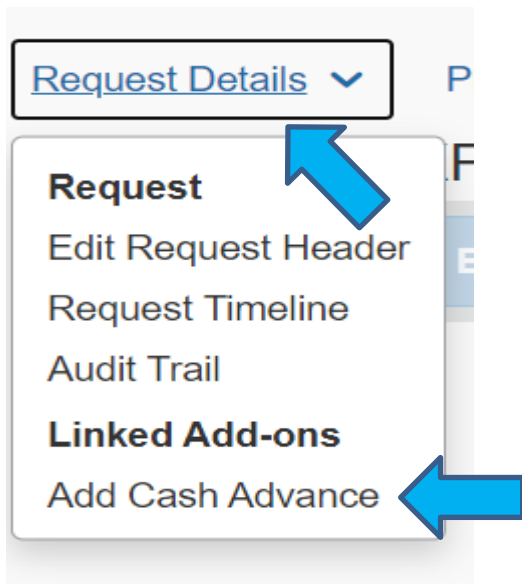 Request Details
Request
Edit Request Header
Request Timeline
Audit Trail
Linked Add-ons
Add Cash Advance